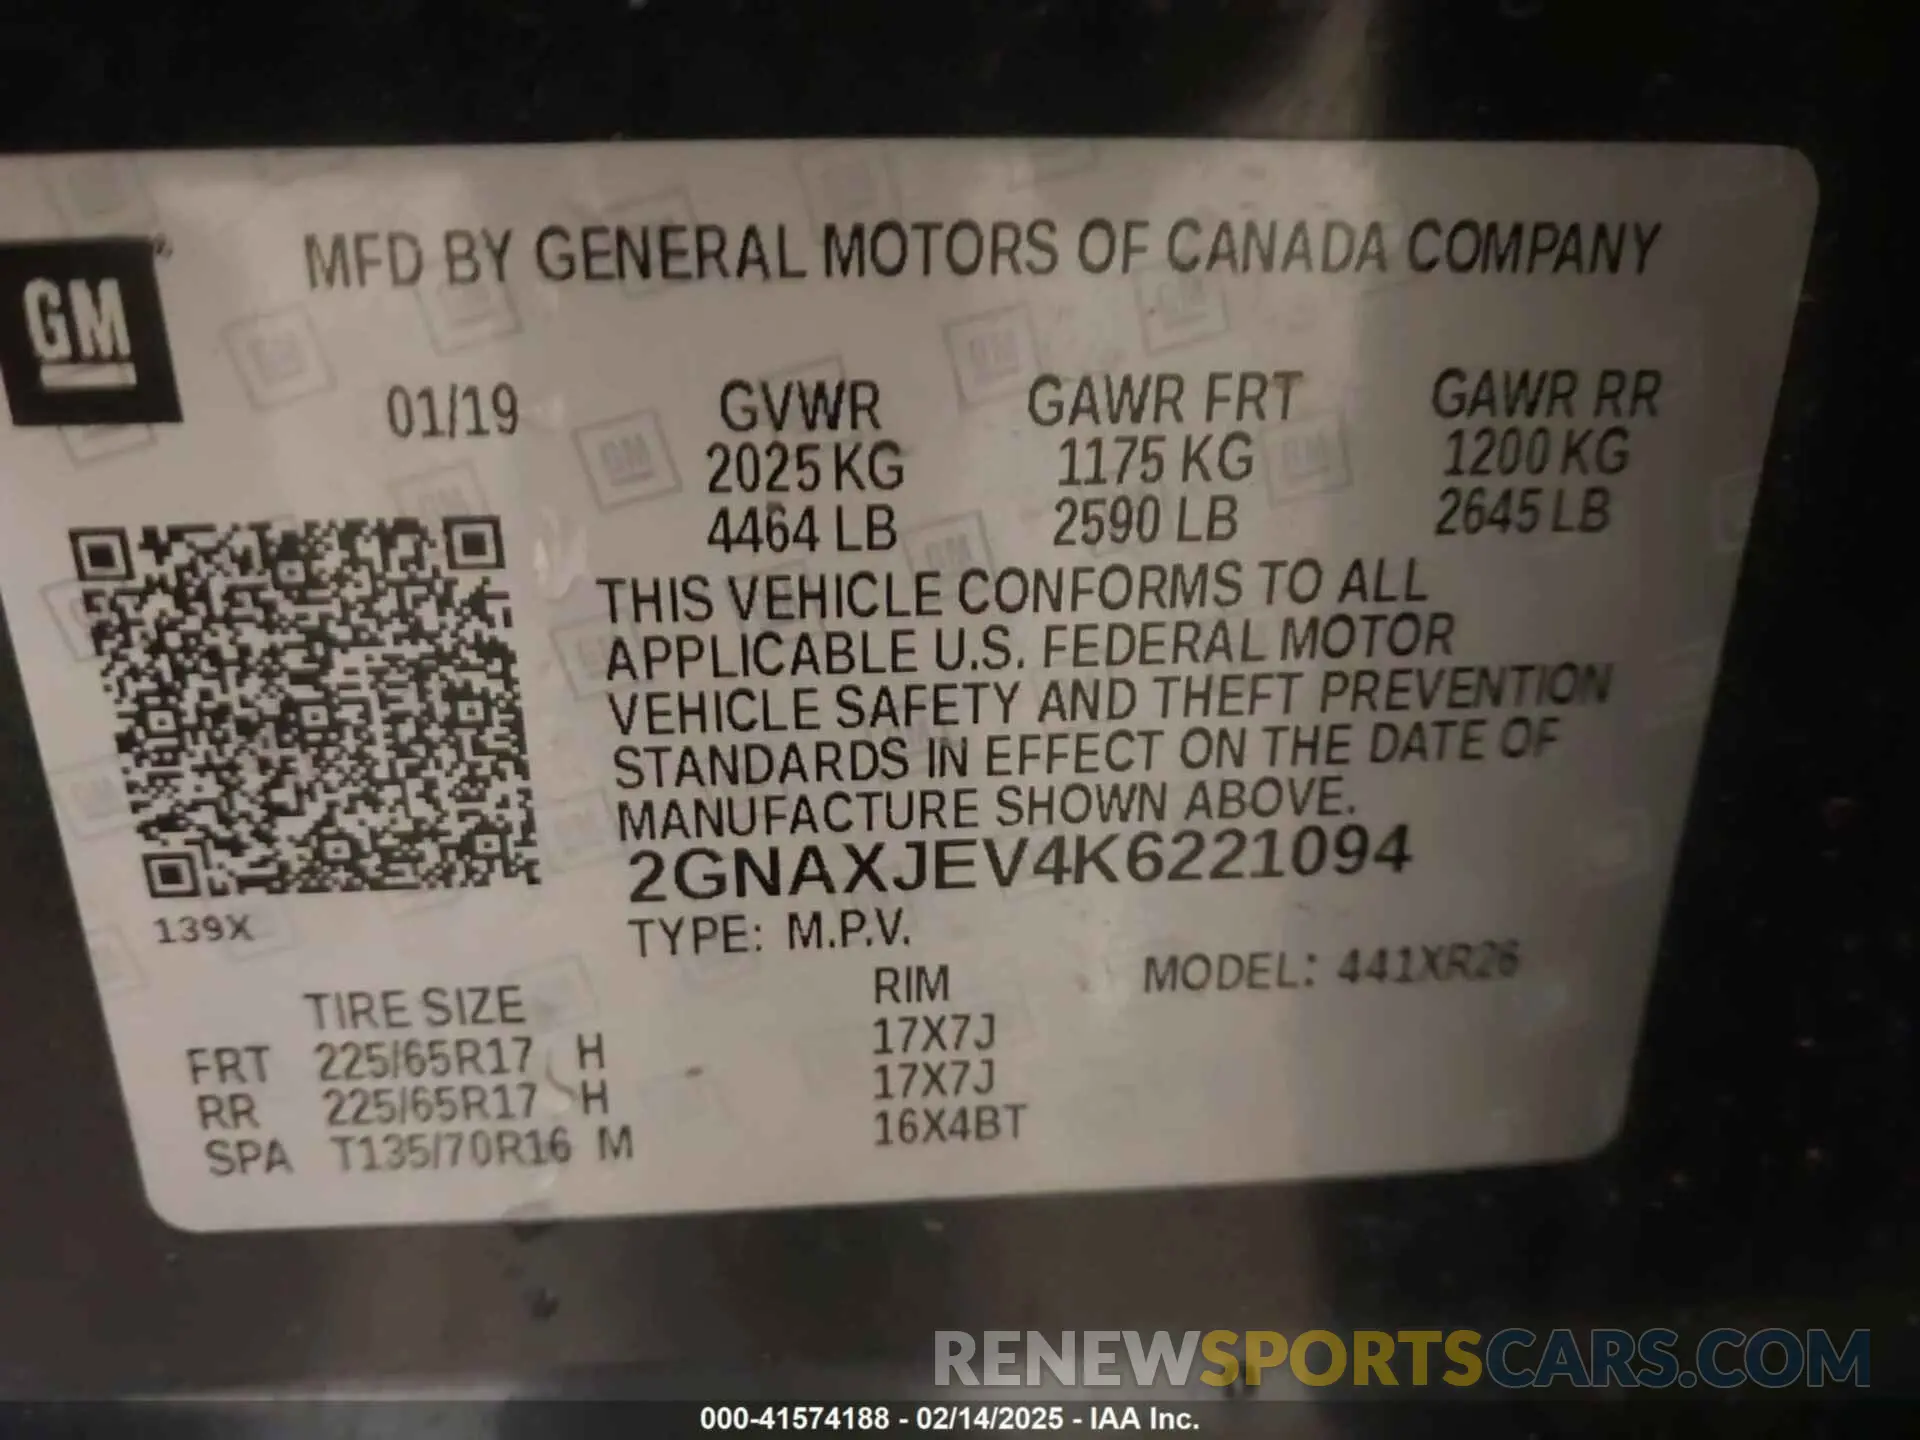 MFD BY GENERAL MOTORS OF CANADA COMPANY
GM
01/19 GVWR GAWR FRT GAWR RR
2025 KG 1175 KG 1200 KG
4464 LB 2590 LB 2645 LB
THIS VEHICLE CONFORMS TO ALL
APPLICABLE U.S. FEDERAL MOTOR
VEHICLE SAFETY AND THEFT PREVENTION
STANDARDS IN EFFECT ON THE DATE OF
MANUFACTURE SHOWN ABOVE.
2GNAXJEV4K6221094
139X
TYPE: M.P.V.
MODEL: 441XR26
TIRE SIZE RIM
FRT 225/65R17 H 17X7J
RR 225/65R17 H 17X7J
SPA T135/70R16 M 16X4BT
RENEWSPORTSCARS.COM
000-41574188 - 02/14/2025 - IAA Inc.